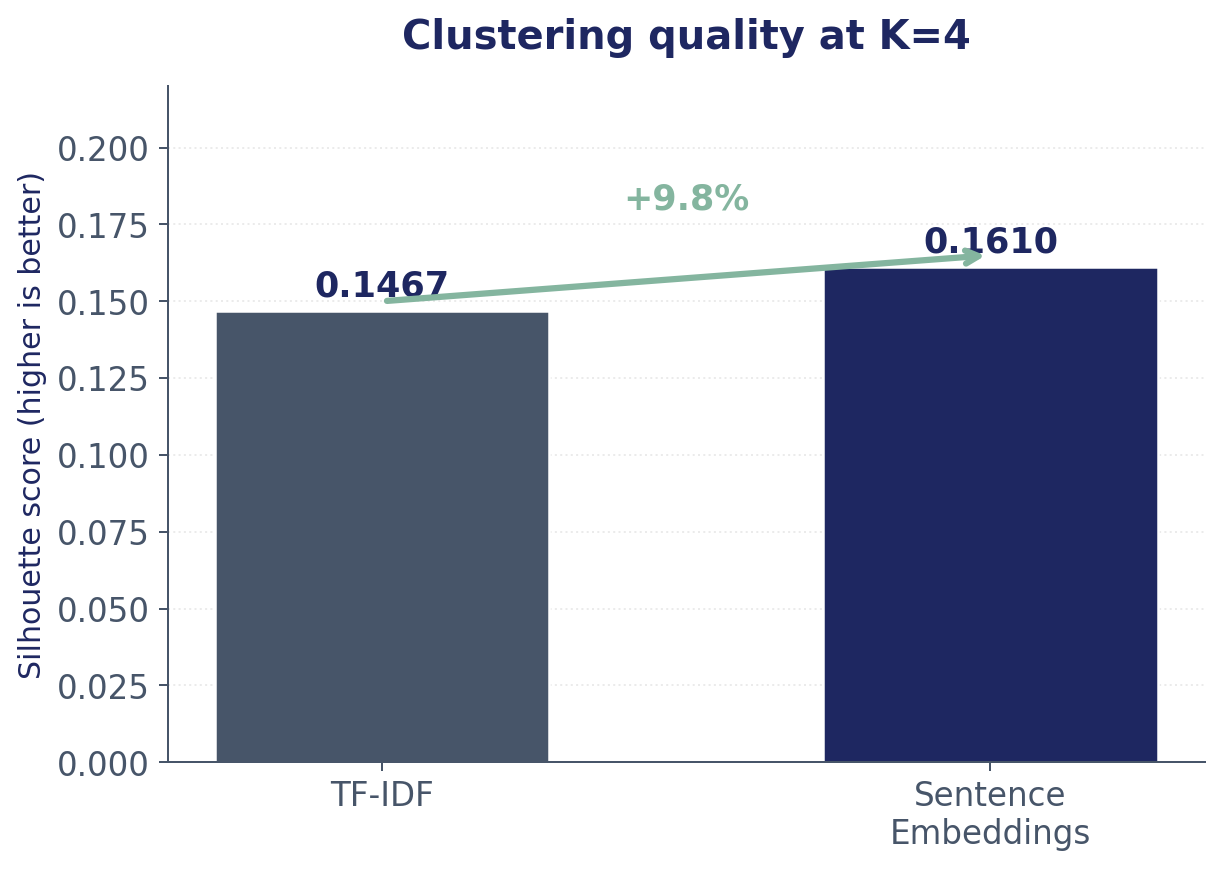 Clustering quality at K=4
Silhouette score (higher is better)
0.200
0.175
0.150
0.125
0.100
0.075
0.050
0.025
0.000
+9.8%
0.1467
0.1610
TF-IDF
Sentence
Embeddings